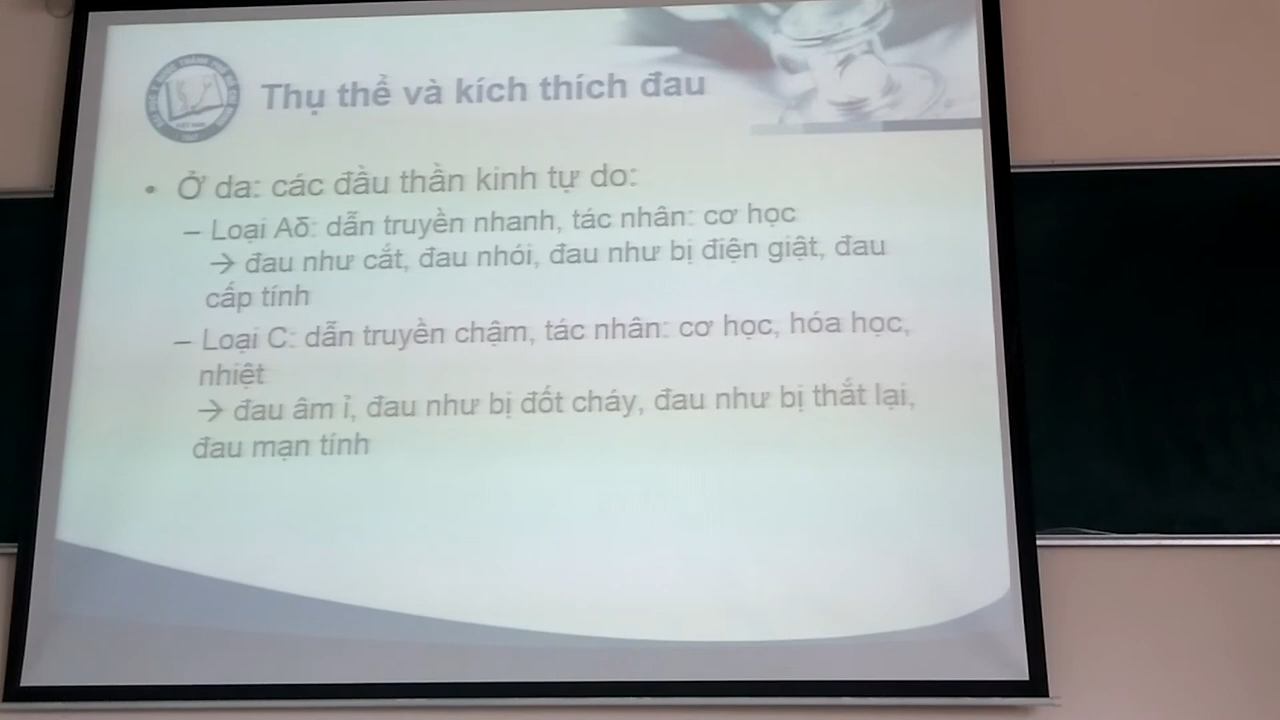 Thụ thể và kích thích đau
• Ở da: các đầu thần kinh tự do:
– Loại Aδ: dẫn truyền nhanh, tác nhân: cơ học
→ đau như cắt, đau nhói, đau như bị điện giật, đau
cấp tính
– Loại C: dẫn truyền chậm, tác nhân: cơ học, hóa học,
nhiệt
→ đau âm ỉ, đau như bị đốt cháy, đau như bị thắt lại,
đau mạn tính